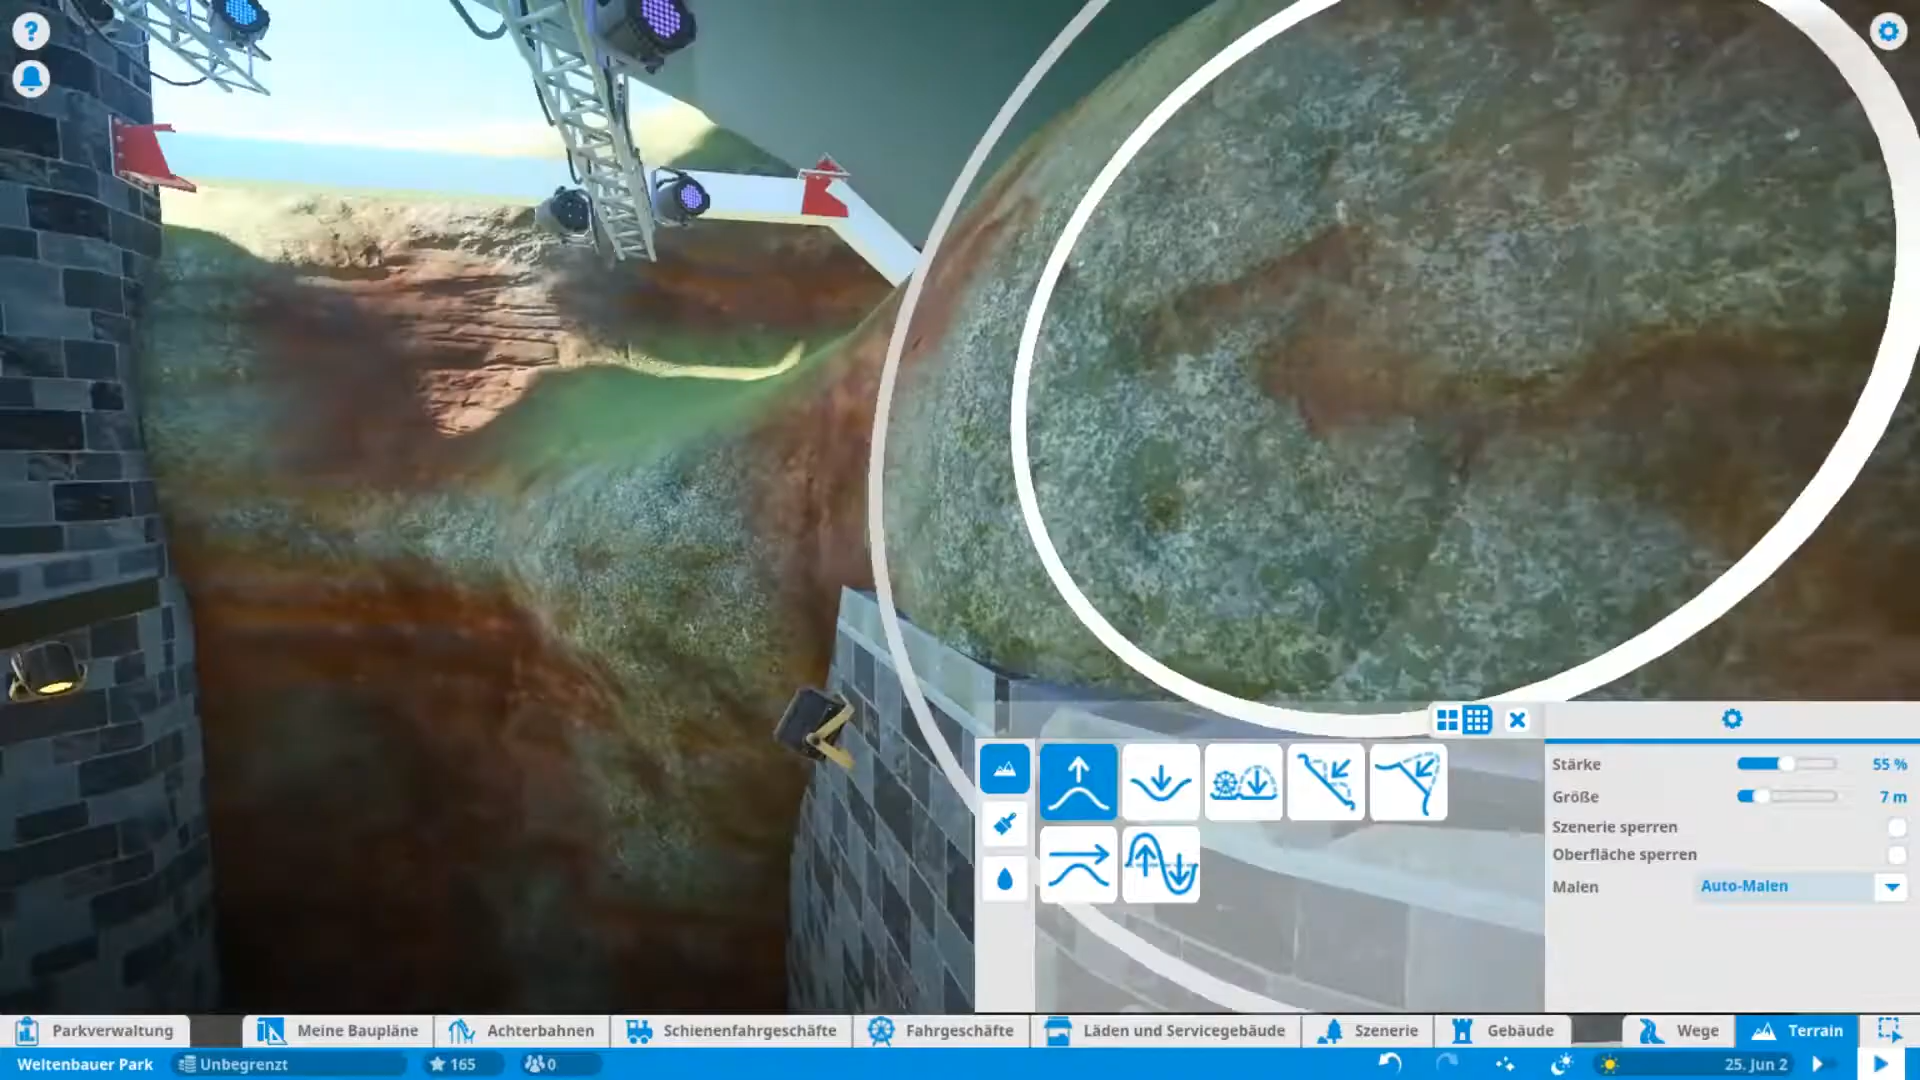 ?
Stärke 55 %
Größe 7 m
Szenerie sperren
Oberfläche sperren
Malen Auto-Malen
Parkverwaltung Meine Baupläne Achterbahnen Schienenfahrgeschäfte Fahrgeschäfte Läden und Servicegebäude Szenerie Gebäude Wege Terrain
Weltenbauer Park Unbegrenzt 165 0 25. Jun 2